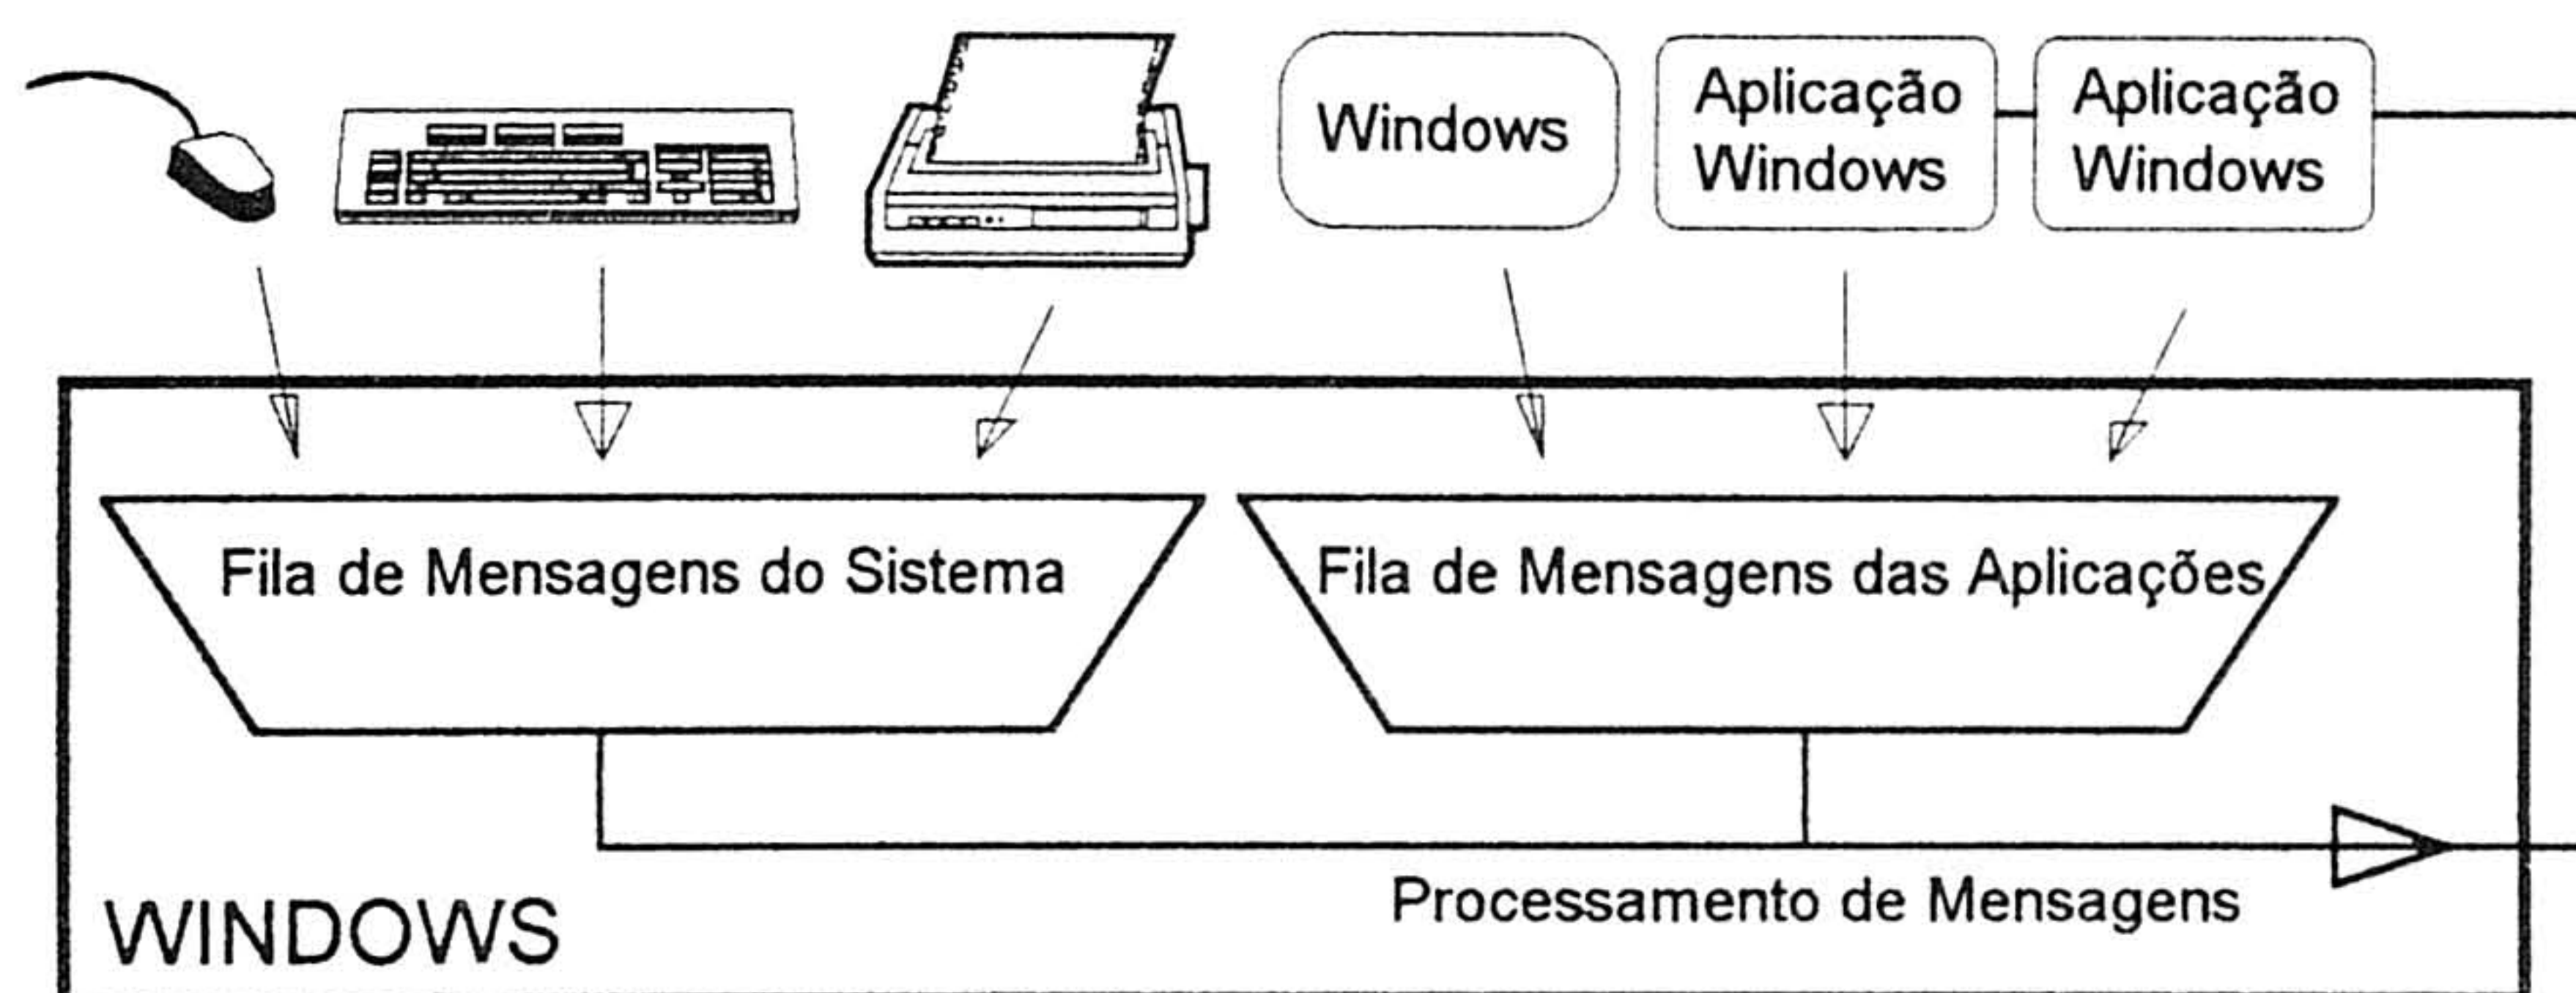 Windows
Aplicação
Windows
Aplicação
Windows
Fila de Mensagens do Sistema
Fila de Mensagens das Aplicações
Processamento de Mensagens
WINDOWS